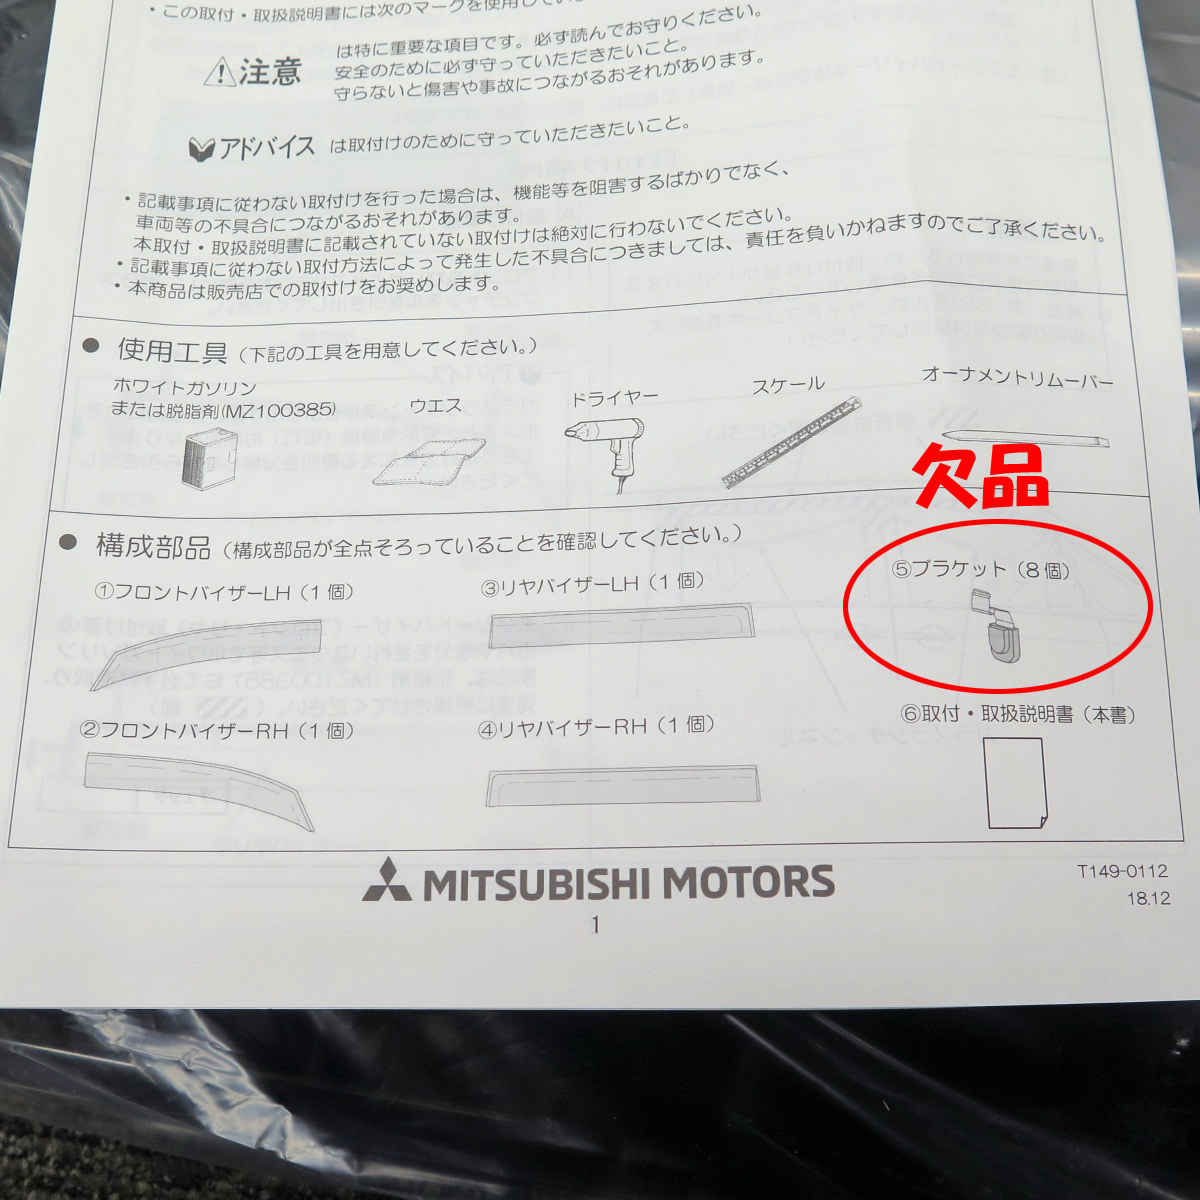 ・この取付・取扱説明書には次のマークを使用してい
⚠注意
は特に重要な項目です。必ず読んでお守りください。
安全のために必ず守っていただきたいこと。
守らないと傷害や事故につながるおそれがあります。
アドバイス は取付けのために守っていただきたいこと。
・記載事項に従わない取付けを行った場合は、機能等を阻害するばかりでなく、
車両等の不具合につながるおそれがあります。
本取付・取扱説明書に記載されていない取付けは絶対に行わないでください。
・記載事項に従わない取付方法によって発生した不具合につきましては、責任を負いかねますのでご了承ください。
・本商品は販売店での取付けをお奨めします。
● 使用工具(下記の工具を用意してください。)
ホワイトガソリン
または脱脂剤(MZ100385)
ウエス
ドライヤー
スケール
オーナメントリムーバー
欠品
● 構成部品(構成部品が全点そろっていることを確認してください。)
①フロントバイザーLH(1個)
③リヤバイザーLH(1個)
⑤ブラケット(8個)
②フロントバイザーRH(1個)
④リヤバイザーRH(1個)
⑥取付・取扱説明書(本書)
MITSUBISHI MOTORS
T149-0112
18.12
1